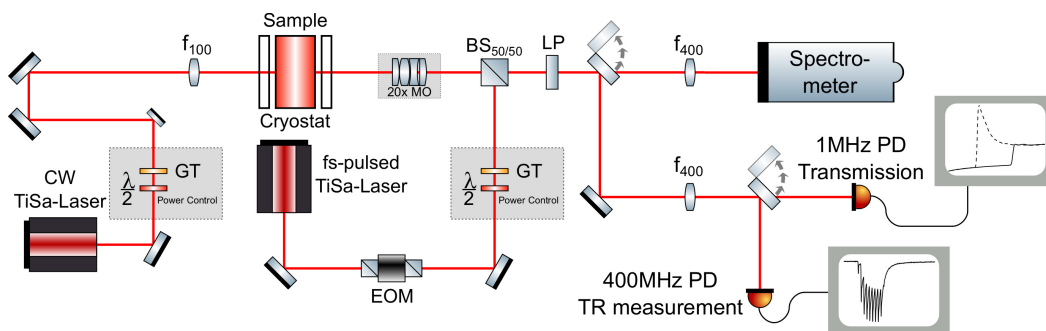 f100
Sample
Cryostat
20x MO
BS50/50
LP
f400
Spectro-
meter
CW
TiSa-Laser
λ
2
GT
Power Control
fs-pulsed
TiSa-Laser
λ
2
GT
Power Control
EOM
f400
1MHz PD
Transmission
400MHz PD
TR measurement